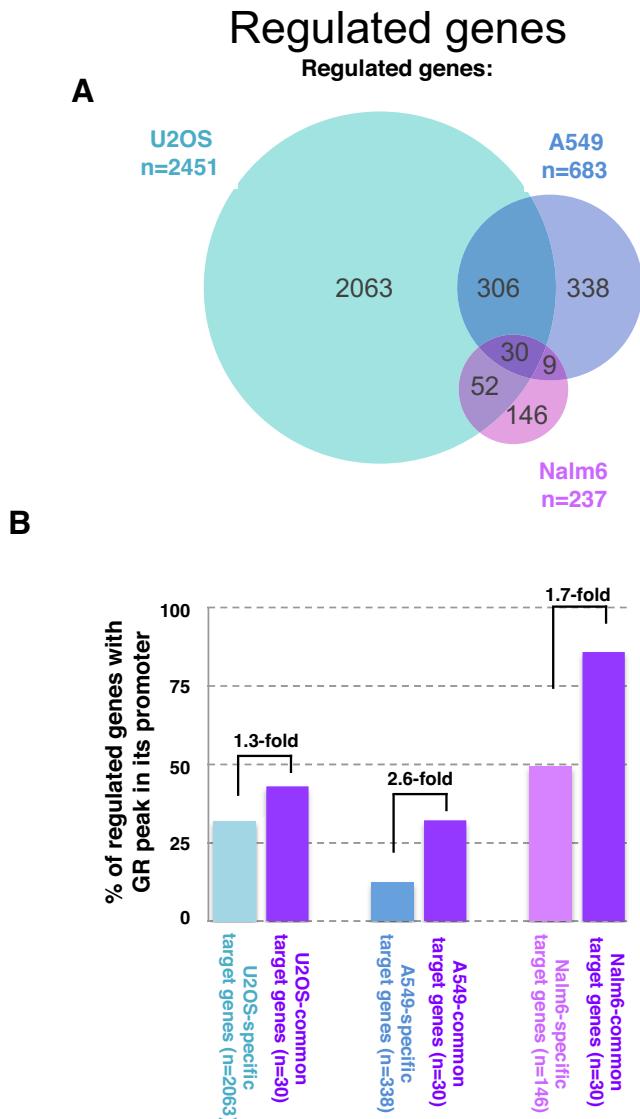 Regulated genes
Regulated genes:
A
U2OS
n=2451
A549
n=683
2063
306
338
30
9
52
146
Nalm6
n=237
B
% of regulated genes with
GR peak in its promoter
100
75
50
25
0
1.3-fold
2.6-fold
1.7-fold
U2OS-specific
target genes (n=2063)
U2OS-common
target genes (n=30)
A549-specific
target genes (n=338)
A549-common
target genes (n=30)
Nalm6-specific
target genes (n=146)
Nalm6-common
target genes (n=30)